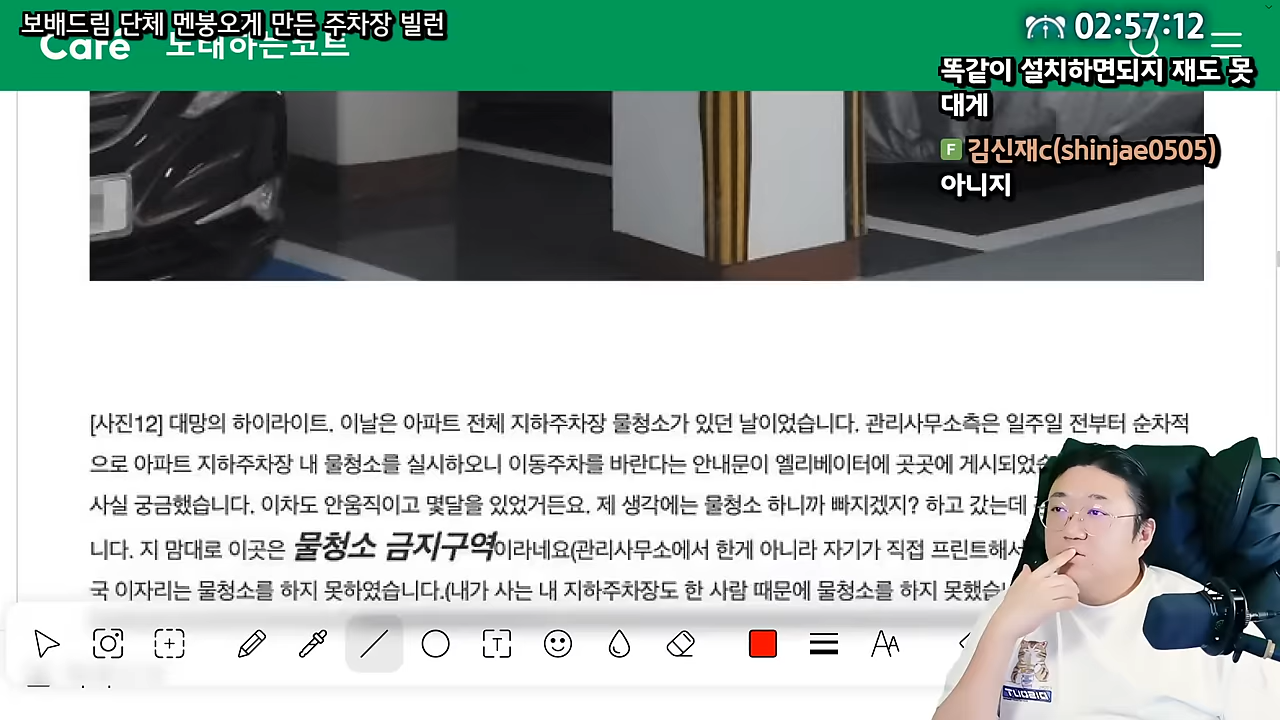 보배드림 단체 멘붕오게 만든 주차장 빌런
02:57:12
Café 노래하는코트
똑같이 설치하면되지 재도 못
대게
F 김신재c(shinjae0505)
아니지
[사진12] 대망의 하이라이트. 이날은 아파트 전체 지하주차장 물청소가 있던 날이었습니다. 관리사무소측은 일주일 전부터 순차적
으로 아파트 지하주차장 내 물청소를 실시하오니 이동주차를 바란다는 안내문이 엘리베이터에 곳곳에 게시되었
사실 궁금했습니다. 이차도 안움직이고 몇달을 있었거든요. 제 생각에는 물청소 하니까 빠지겠지? 하고 갔는데
니다. 지 맘대로 이곳은 물청소 금지구역이라네요(관리사무소에서 한게 아니라 자기가 직접 프린트해서
국 이자리는 물청소를 하지 못하였습니다.(내가 사는 내 지하주차장도 한 사람 때문에 물청소를 하지 못했습
T
AA